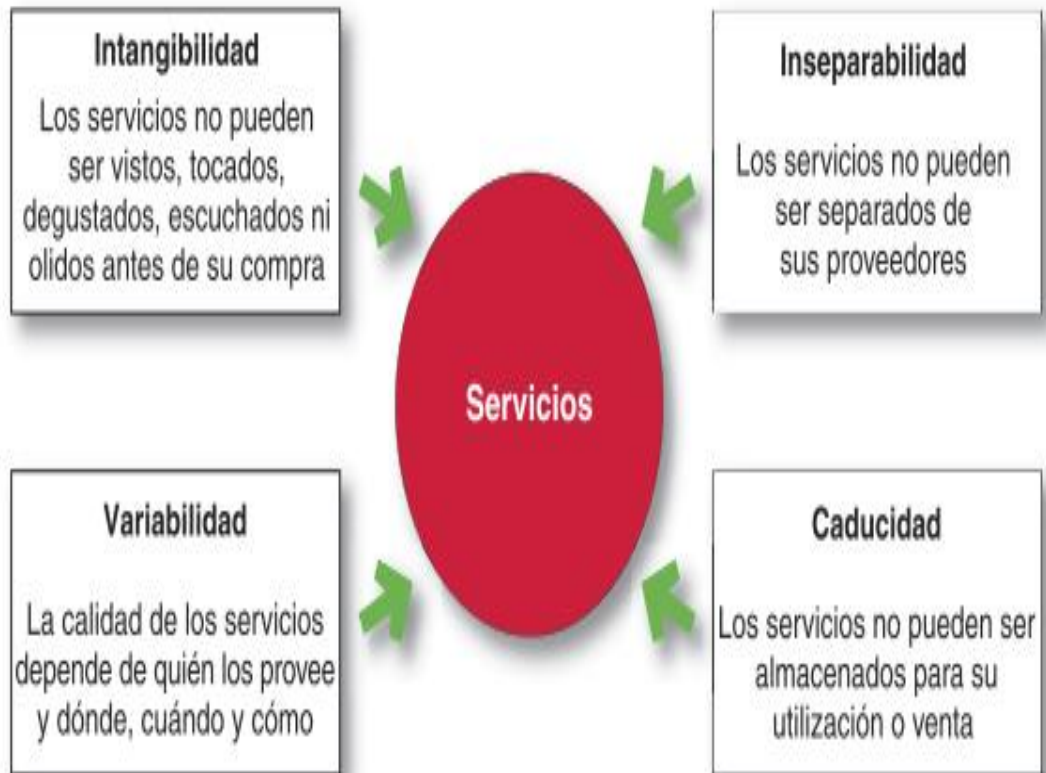 Intangibilidad
Los servicios no pueden
ser vistos, tocados,
degustados, escuchados ni
olidos antes de su compra
Inseparabilidad
Los servicios no pueden
ser separados de
sus proveedores
Servicios
Variabilidad
La calidad de los servicios
depende de quién los provee
y dónde, cuándo y cómo
Caducidad
Los servicios no pueden ser
almacenados para su
utilización o venta